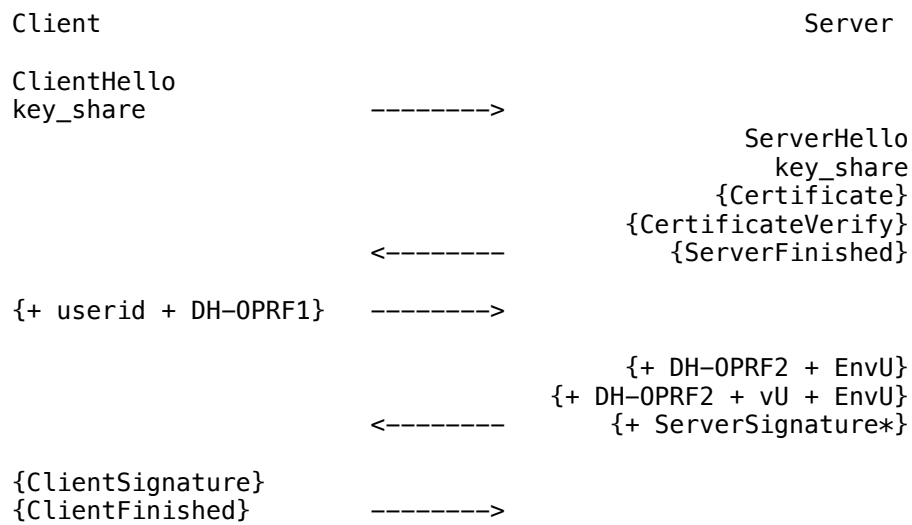 Client Server
ClientHello
key_share -------->
ServerHello
key_share
{Certificate}
{CertificateVerify}
<-------- {ServerFinished}
{+ userid + DH-OPRF1} -------->
{+ DH-OPRF2 + EnvU}
{+ DH-OPRF2 + vU + EnvU}
<-------- {+ ServerSignature*}
{ClientSignature}
{ClientFinished} -------->